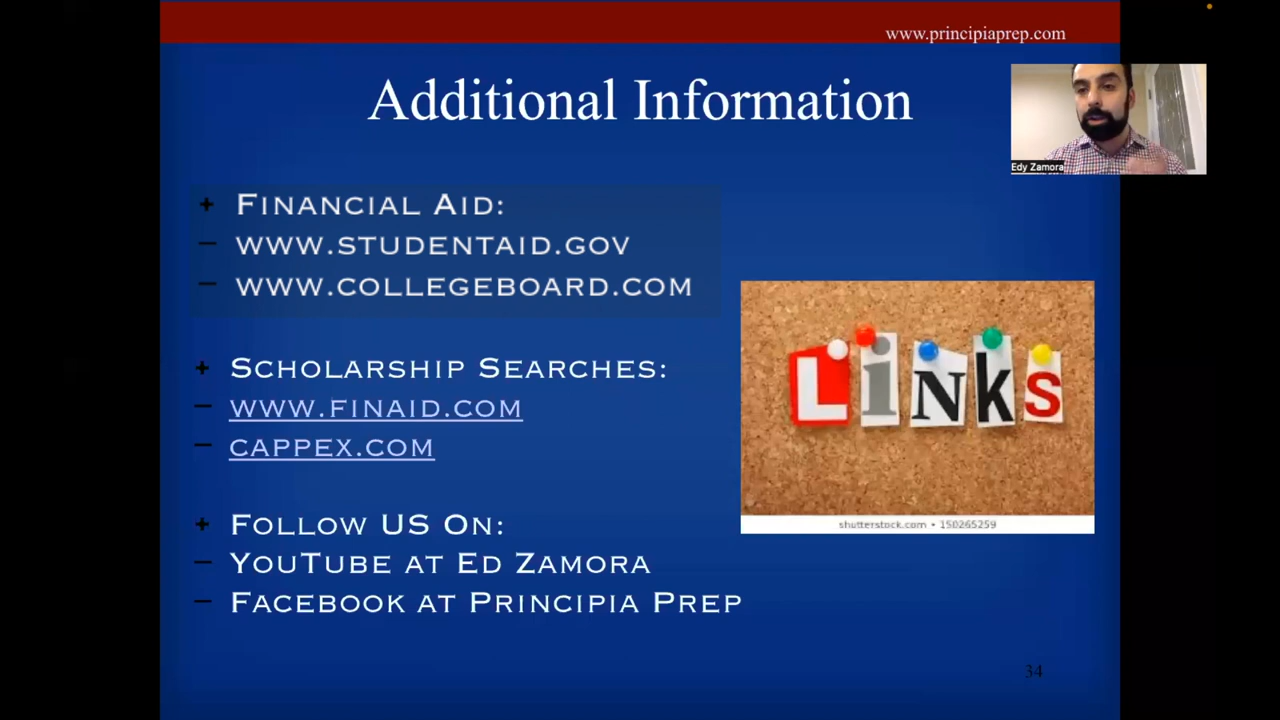 www.principiaprep.com
Additional Information
Edy Zamora
+ Financial Aid:
– www.studentaid.gov
– www.collegeboard.com
+ Scholarship Searches:
– www.finaid.com
– cappex.com
Links
shutterstock.com • 150265259
+ Follow US On:
– YouTube at Ed Zamora
– Facebook at Principia Prep
34